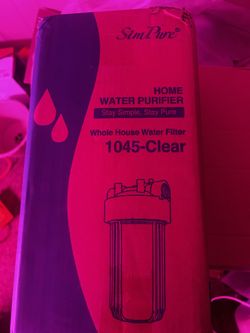 SimPure®
HOME
WATER PURIFIER
Stay Simple, Stay Pure
Whole House Water Filter
1045-Clear